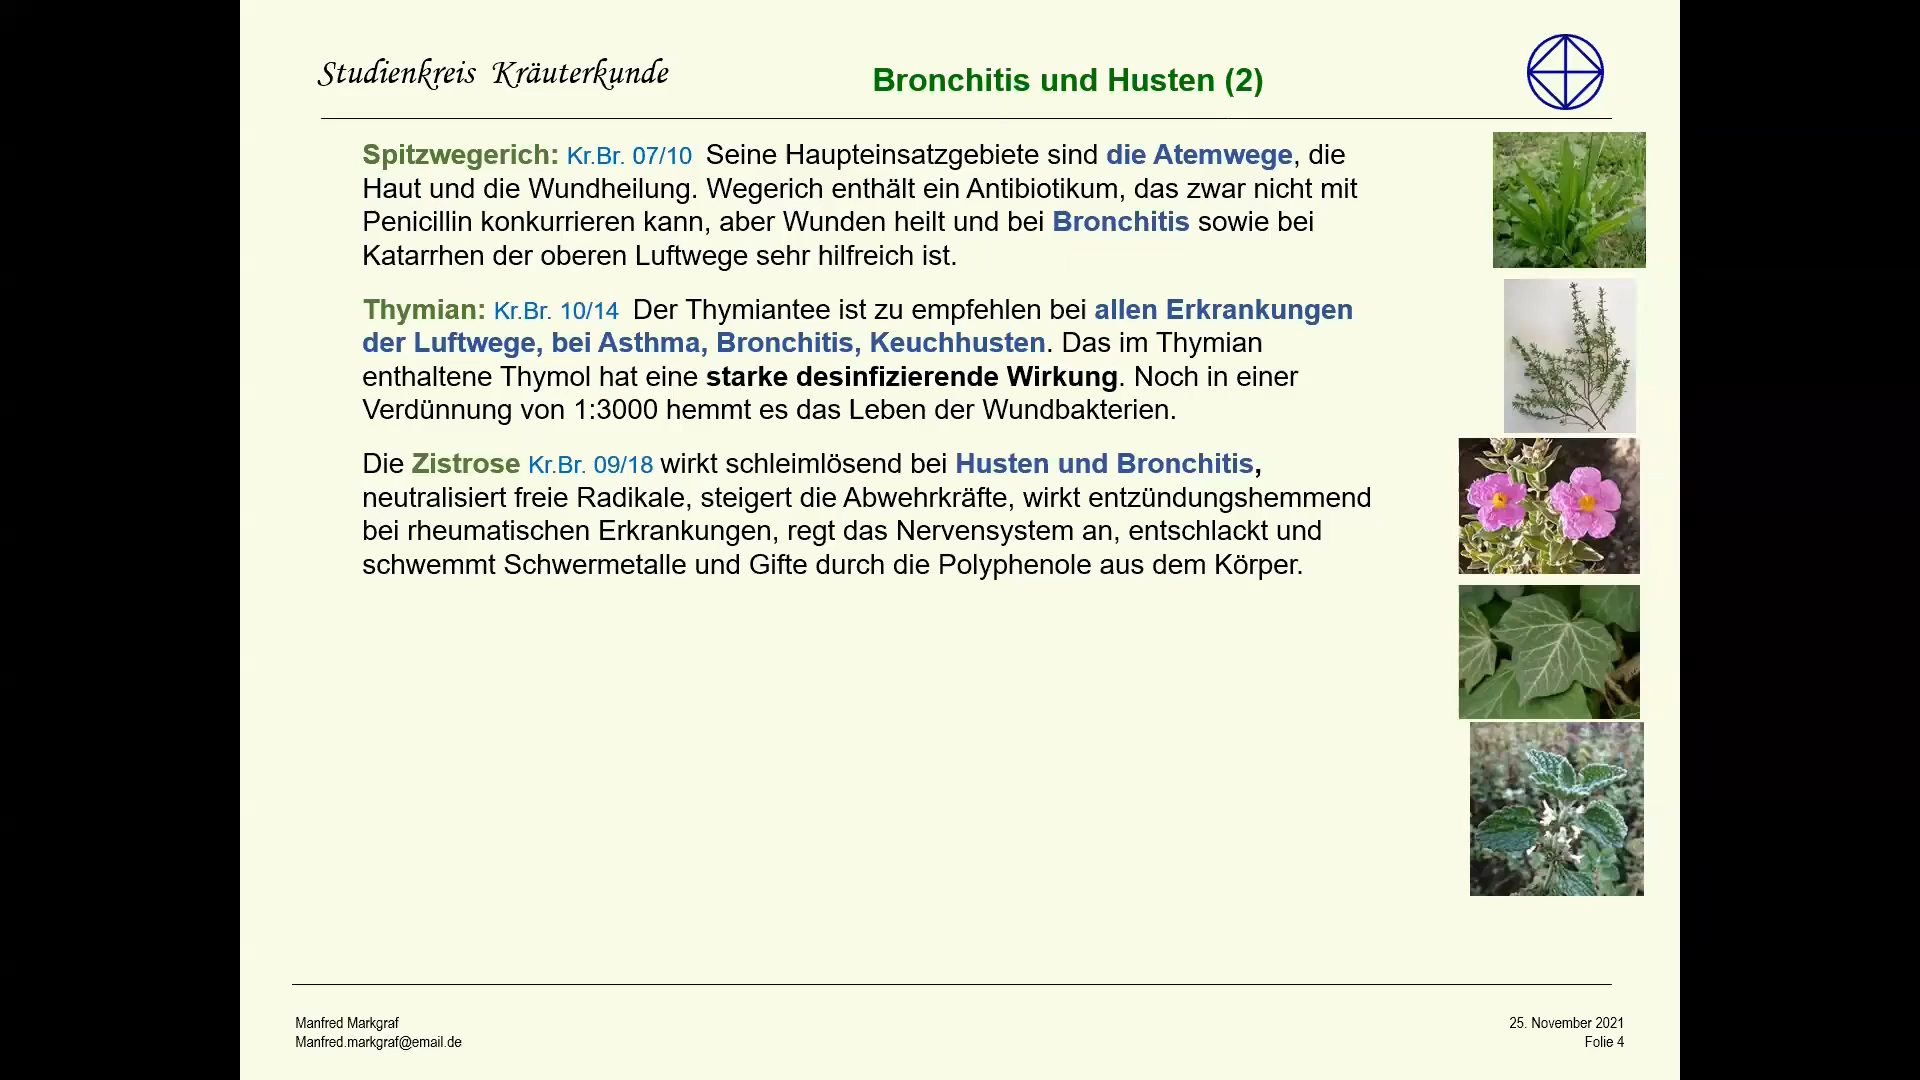 Studienkreis Kräuterkunde
Bronchitis und Husten (2)
Spitzwegerich: Kr.Br. 07/10 Seine Haupteinsatzgebiete sind die Atemwege, die
Haut und die Wundheilung. Wegerich enthält ein Antibiotikum, das zwar nicht mit
Penicillin konkurrieren kann, aber Wunden heilt und bei Bronchitis sowie bei
Katarrhen der oberen Luftwege sehr hilfreich ist.
Thymian: Kr.Br. 10/14 Der Thymiantee ist zu empfehlen bei allen Erkrankungen
der Luftwege, bei Asthma, Bronchitis, Keuchhusten. Das im Thymian
enthaltene Thymol hat eine starke desinfizierende Wirkung. Noch in einer
Verdünnung von 1:3000 hemmt es das Leben der Wundbakterien.
Die Zistrose Kr.Br. 09/18 wirkt schleimlösend bei Husten und Bronchitis,
neutralisiert freie Radikale, steigert die Abwehrkräfte, wirkt entzündungshemmend
bei rheumatischen Erkrankungen, regt das Nervensystem an, entschlackt und
schwemmt Schwermetalle und Gifte durch die Polyphenole aus dem Körper.
Manfred Markgraf
Manfred.markgraf@email.de
25. November 2021
Folie 4